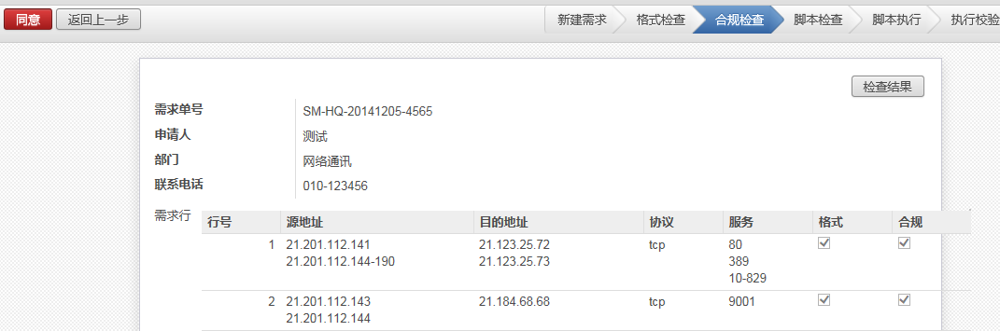 同意 返回上一步 新建需求 格式检查 合规检查 脚本检查 脚本执行 执行校验
检查结果
需求单号 SM-HQ-20141205-4565
申请人 测试
部门 网络通讯
联系电话 010-123456
需求行 行号 源地址 目的地址 协议 服务 格式 合规
1 21.201.112.141 21.123.25.72 tcp 80
21.201.112.144-190 21.123.25.73 389
10-829
2 21.201.112.143 21.184.68.68 tcp 9001
21.201.112.144